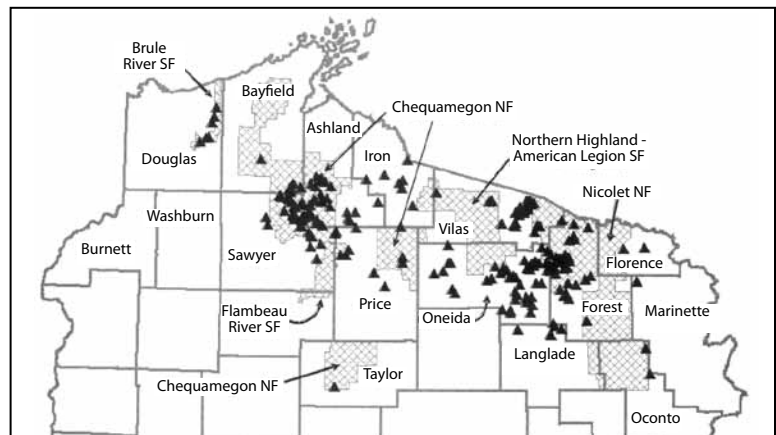 Brule
River SF
Bayfield
Chequamegon NF
Ashland
Northern Highland -
American Legion SF
Iron
Douglas
Nicolet NF
Washburn
Vilas
Burnett
Sawyer
Florence
Price
Forest
Marinette
Flambeau
River SF
Oneida
Langlade
Chequamegon NF
Taylor
Oconto